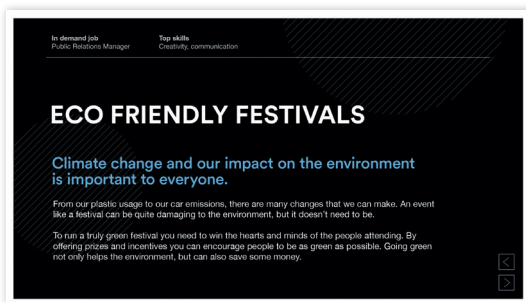 In demand job
Public Relations Manager
Top skills
Creativity, communication
ECO FRIENDLY FESTIVALS
Climate change and our impact on the environment
is important to everyone.
From our plastic usage to our car emissions, there are many changes that we can make. An event
like a festival can be quite damaging to the environment, but it doesn't need to be.
To run a truly green festival you need to win the hearts and minds of the people attending. By
offering prizes and incentives you can encourage people to be as green as possible. Going green
not only helps the environment, but can also save some money.